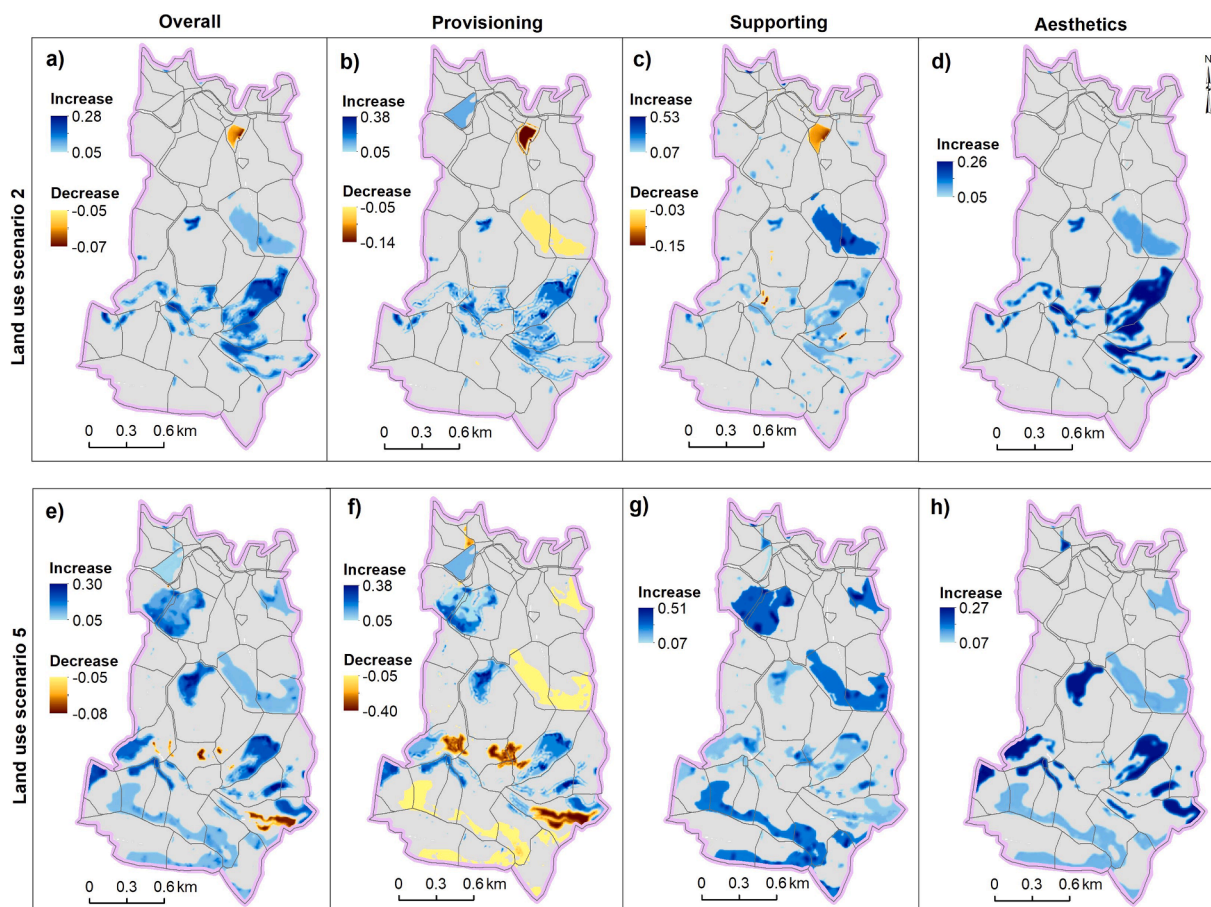 Overall
Provisioning
Supporting
Aesthetics
Land use scenario 2
a)
Increase
0.28
0.05
Decrease
-0.05
-0.07
0 0.3 0.6 km
b)
Increase
0.38
0.05
Decrease
-0.05
-0.14
0 0.3 0.6 km
c)
Increase
0.53
0.07
Decrease
-0.03
-0.15
0 0.3 0.6 km
d)
N
Increase
0.26
0.05
0 0.3 0.6 km
Land use scenario 5
e)
Increase
0.30
0.05
Decrease
-0.05
-0.08
0 0.3 0.6 km
f)
Increase
0.38
0.05
Decrease
-0.05
-0.40
0 0.3 0.6 km
g)
Increase
0.51
0.07
0 0.3 0.6 km
h)
Increase
0.27
0.07
0 0.3 0.6 km